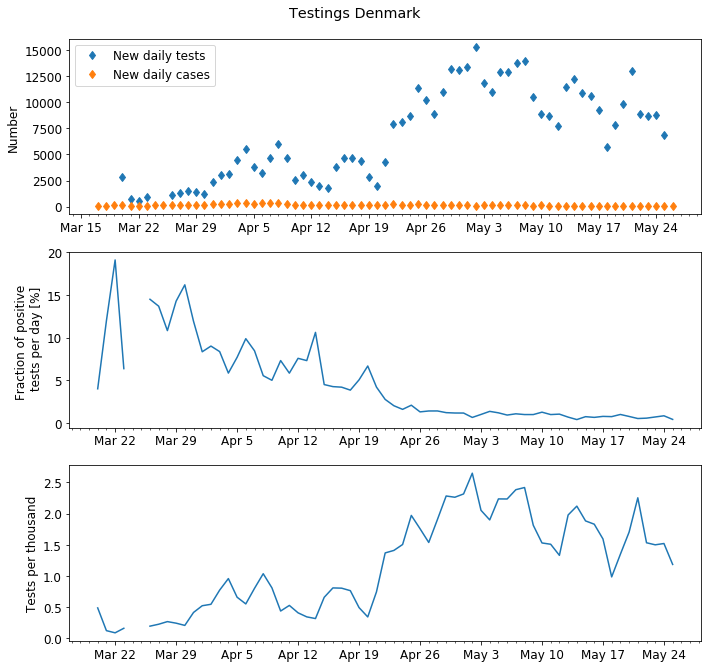 Testings Denmark
New daily tests
New daily cases
Number
15000
12500
10000
7500
5000
2500
0
Mar 15 Mar 22 Mar 29 Apr 5 Apr 12 Apr 19 Apr 26 May 3 May 10 May 17 May 24
Fraction of positive
tests per day [%]
20
15
10
5
0
Mar 22 Mar 29 Apr 5 Apr 12 Apr 19 Apr 26 May 3 May 10 May 17 May 24
Tests per thousand
2.5
2.0
1.5
1.0
0.5
0.0
Mar 22 Mar 29 Apr 5 Apr 12 Apr 19 Apr 26 May 3 May 10 May 17 May 24